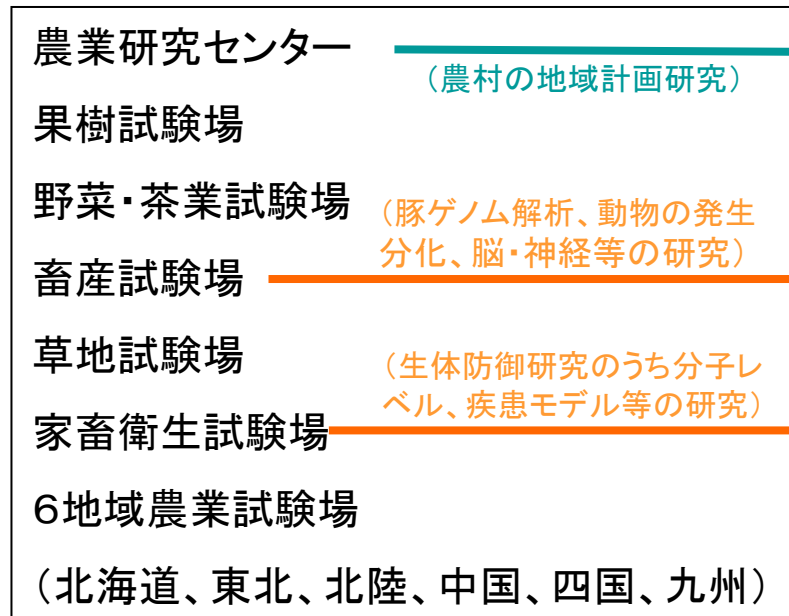 農業研究センター
（農村の地域計画研究）
果樹試験場
野菜・茶業試験場
（豚ゲノム解析、動物の発生
分化、脳・神経等の研究）
畜産試験場
草地試験場
（生体防御研究のうち分子レ
ベル、疾患モデル等の研究）
家畜衛生試験場
６地域農業試験場
（北海道、東北、北陸、中国、四国、九州）